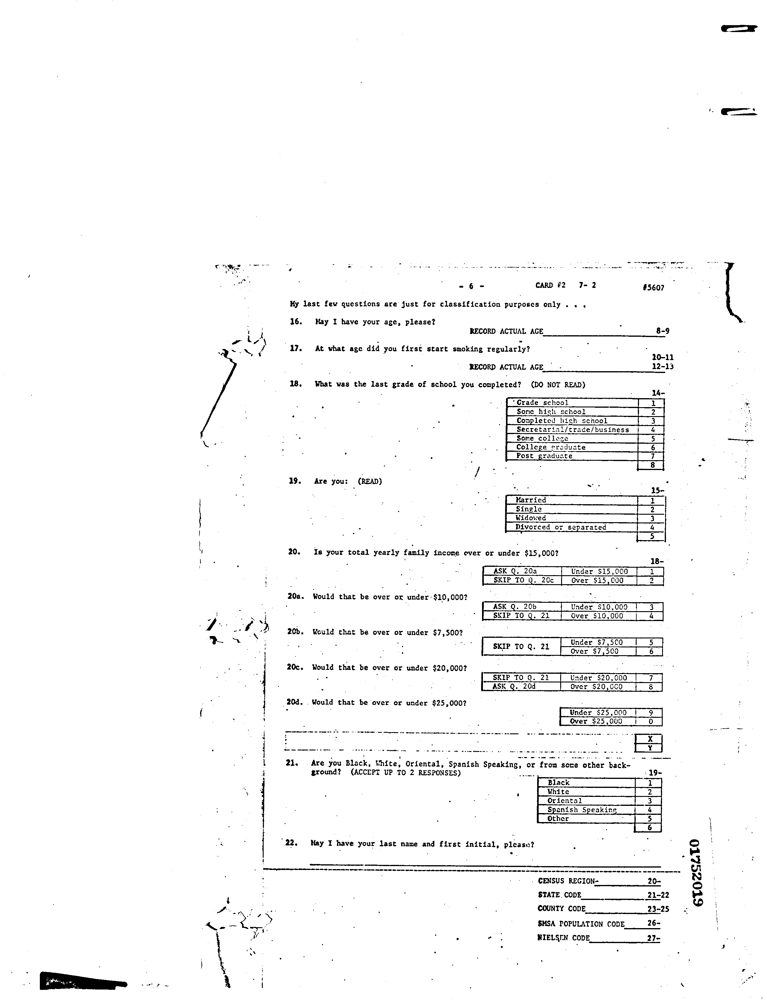 - 6 -
CARD #2 7- 2
#5607
My last few questions are just for classification purposes only . . .
16. May I have your age, please?
RECORD ACTUAL AGE 8-9
17. At what age did you first start smoking regularly?
10-11
RECORD ACTUAL AGE 12-13
18. What was the last grade of school you completed? (DO NOT READ)
14-
Grade school 1
Some high school 2
Completed high school 3
Secretarial/trade/business 4
Some college 5
College graduate 6
Post graduate 7
8
19. Are you: (READ)
15-
Married 1
Single 2
Widowed 3
Divorced or separated 4
5
20. Is your total yearly family income over or under $15,000?
18-
ASK Q. 20a Under $15,000 1
SKIP TO Q. 20c Over $15,000 2
20a. Would that be over or under $10,000?
ASK Q. 20b Under $10,000 3
SKIP TO Q. 21 Over $10,000 4
20b. Would that be over or under $7,500?
SKIP TO Q. 21 Under $7,500 5
Over $7,500 6
20c. Would that be over or under $20,000?
SKIP TO Q. 21 Under $20,000 7
ASK Q. 20d Over $20,000 8
20d. Would that be over or under $25,000?
Under $25,000 9
Over $25,000 0
X
Y
21. Are you Black, White, Oriental, Spanish Speaking, or from some other back-
ground? (ACCEPT UP TO 2 RESPONSES)
19-
Black 1
White 2
Oriental 3
Spanish Speaking 4
Other 5
6
22. May I have your last name and first initial, please?
CENSUS REGION- 20-
STATE CODE 21-22
COUNTY CODE 23-25
SMSA POPULATION CODE 26-
NIELSEN CODE 27-
01752019